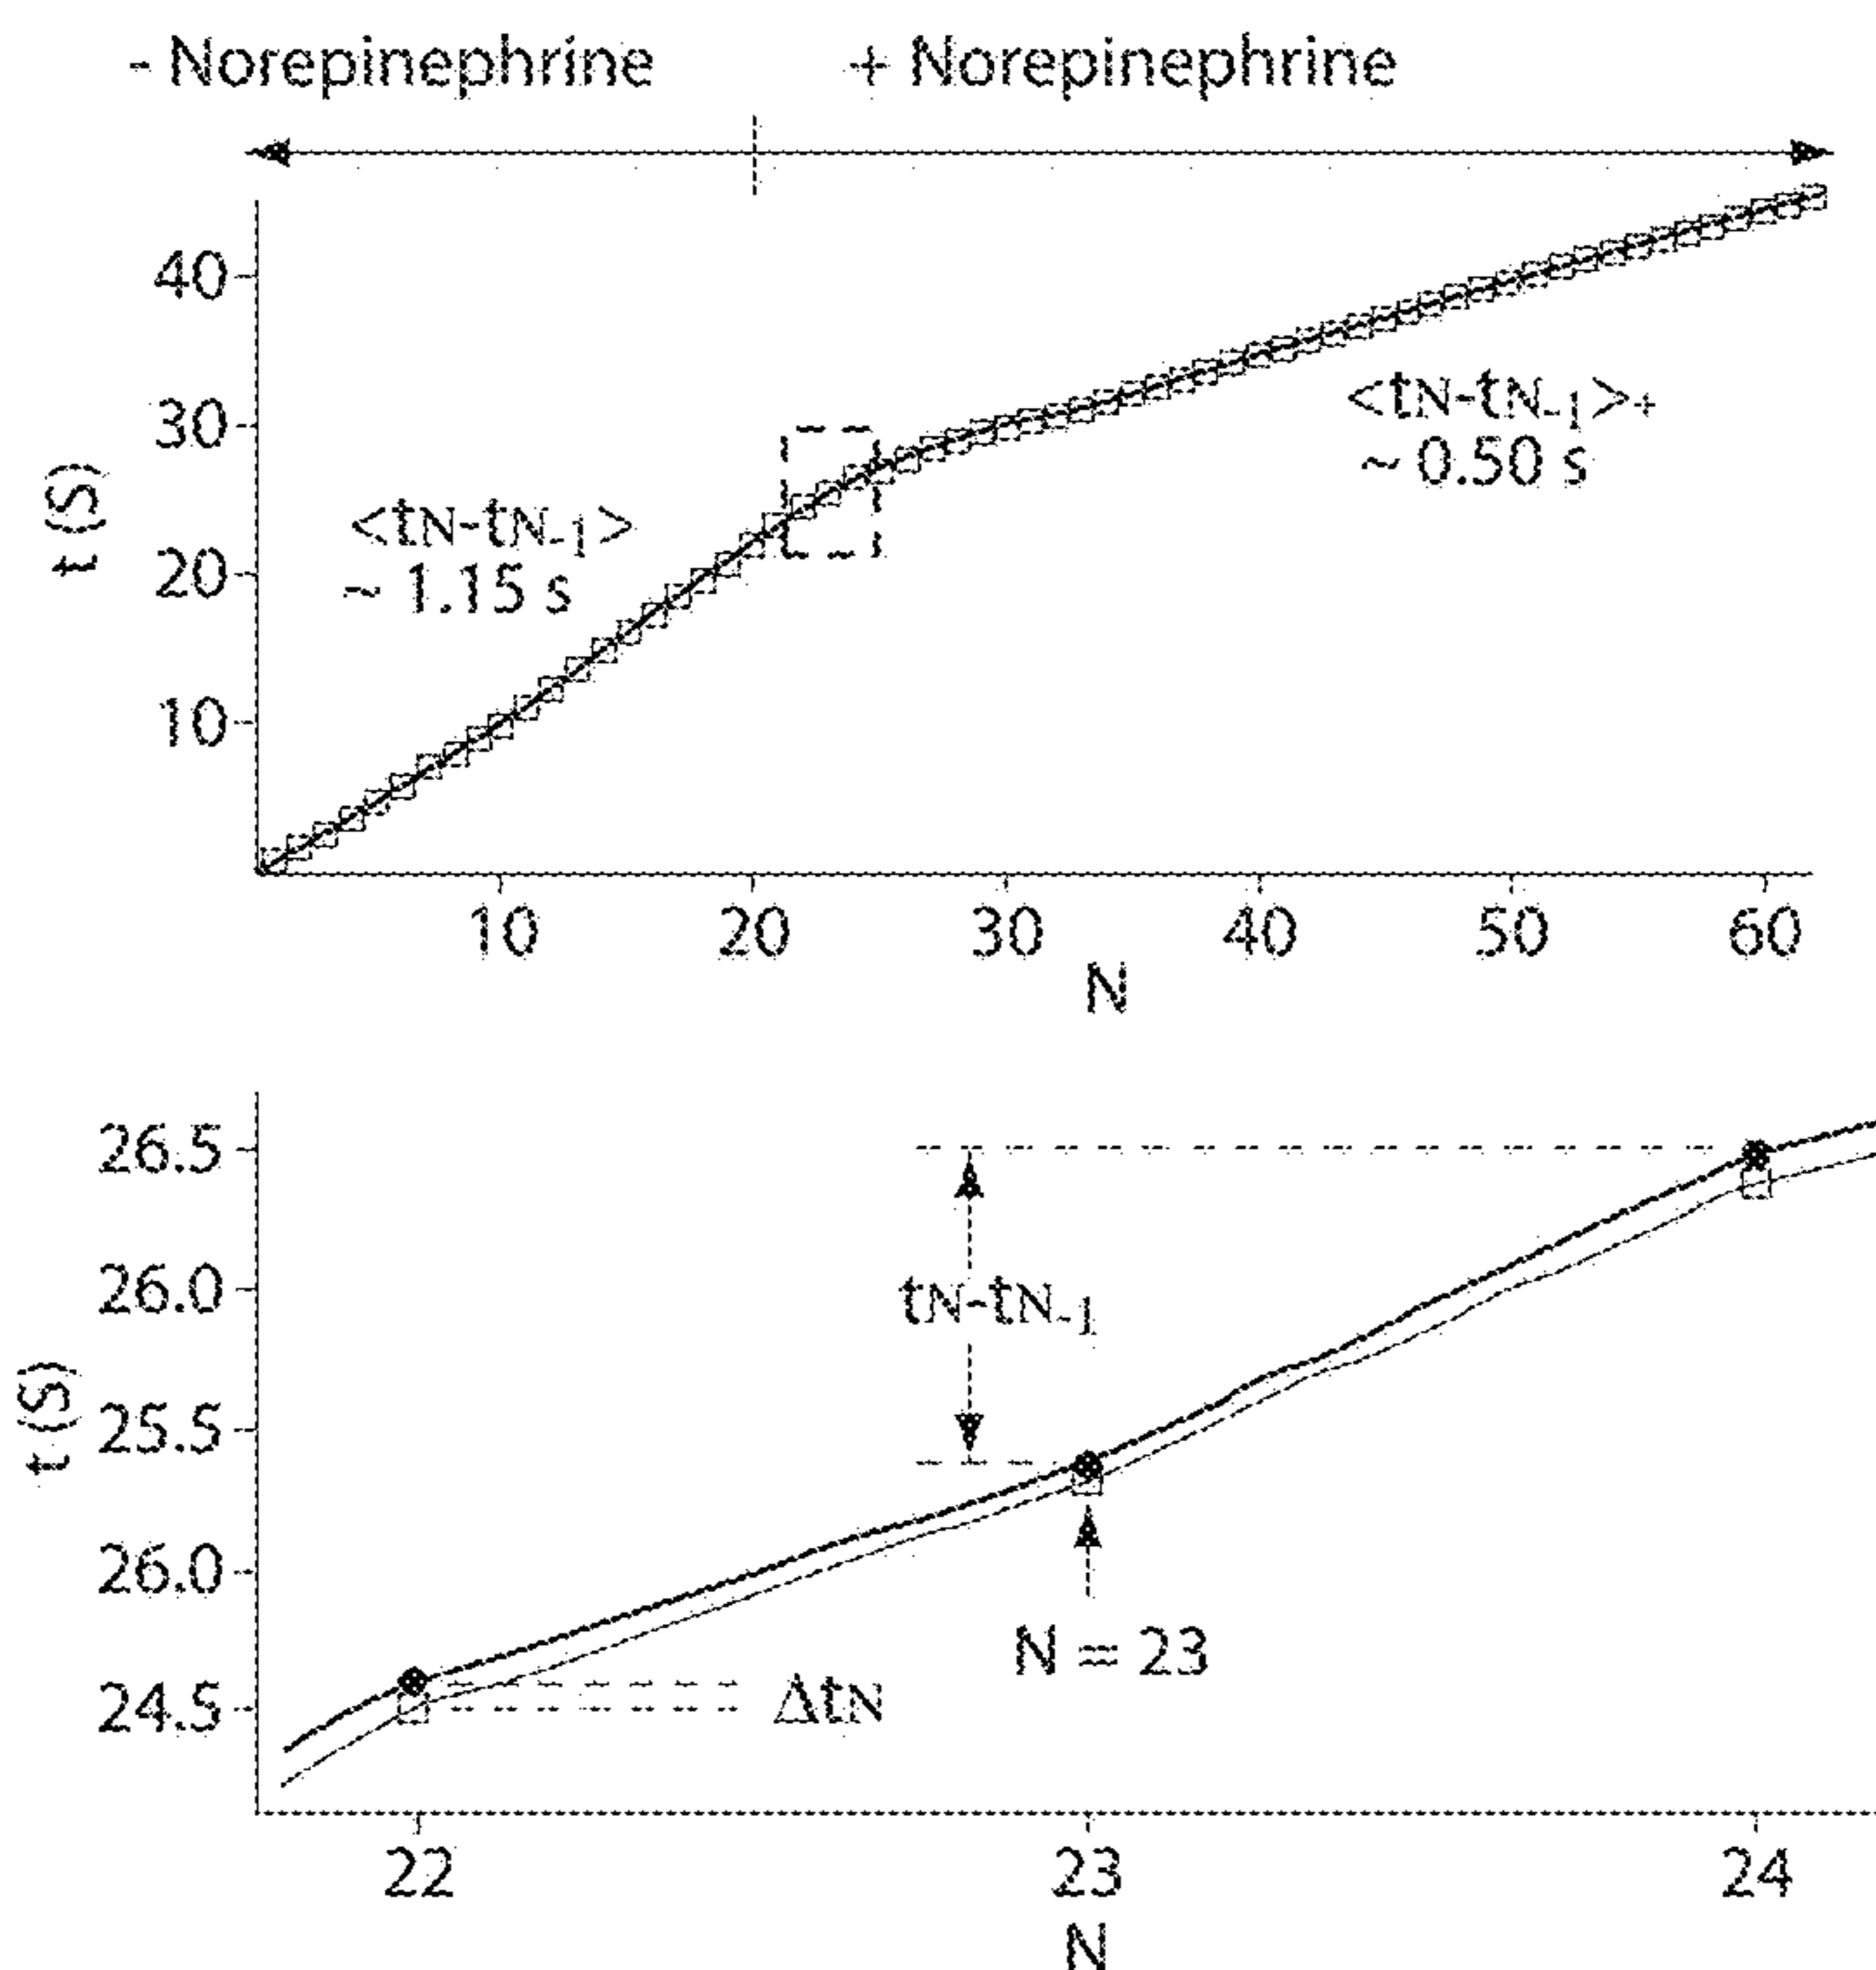 - Norepinephrine + Norepinephrine
40
30
20
10
t (S)
<tN-tN-1>
~ 1.15 s
<tN-tN-1>+
~ 0.50 s
10 20 30 40 50 60
N
26.5
26.0
25.5
26.0
24.5
t (S)
tN-tN-1
N = 23
ΔtN
22 23 24
N